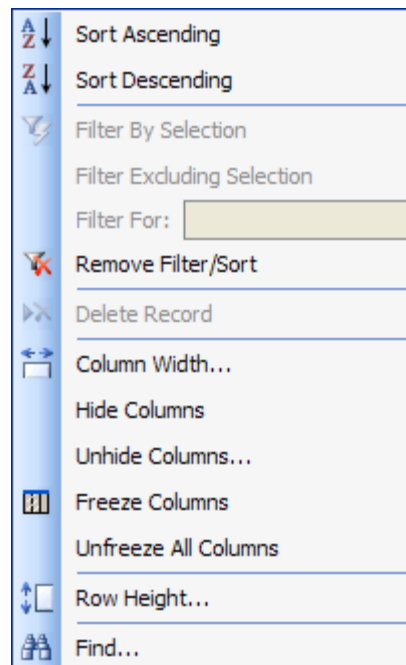 Sort Ascending
Sort Descending
Filter By Selection
Filter Excluding Selection
Filter For:
Remove Filter/Sort
Delete Record
Column Width...
Hide Columns
Unhide Columns...
Freeze Columns
Unfreeze All Columns
Row Height...
Find...